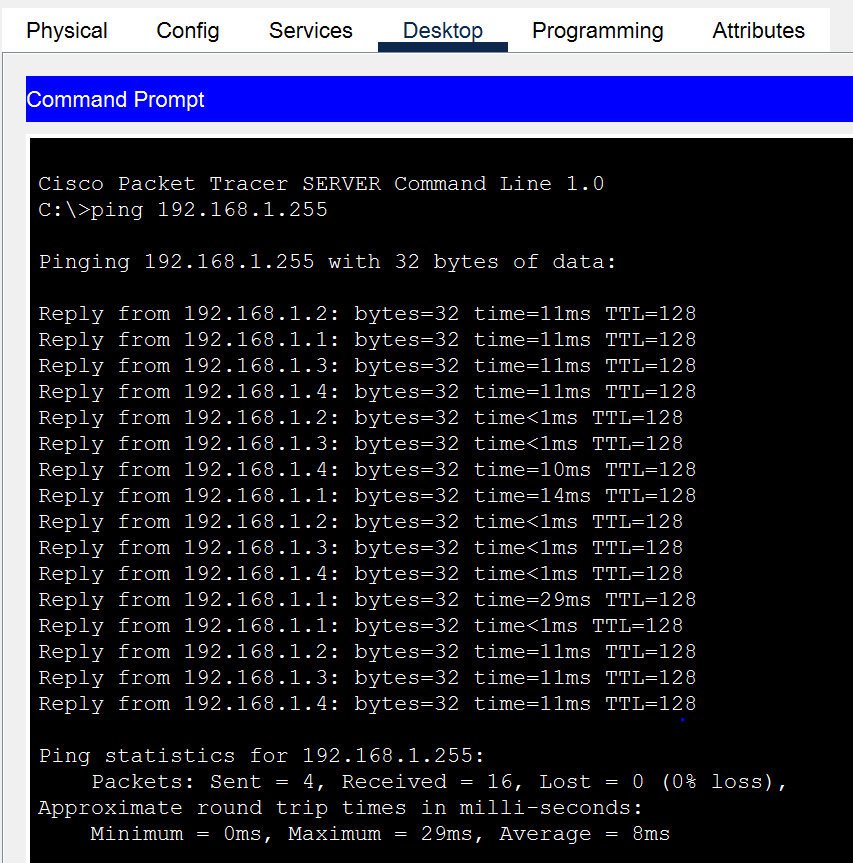 Physical Config Services Desktop Programming Attributes
Command Prompt
Cisco Packet Tracer SERVER Command Line 1.0
C:\>ping 192.168.1.255
Pinging 192.168.1.255 with 32 bytes of data:
Reply from 192.168.1.2: bytes=32 time=11ms TTL=128
Reply from 192.168.1.1: bytes=32 time=11ms TTL=128
Reply from 192.168.1.3: bytes=32 time=11ms TTL=128
Reply from 192.168.1.4: bytes=32 time=11ms TTL=128
Reply from 192.168.1.2: bytes=32 time<1ms TTL=128
Reply from 192.168.1.3: bytes=32 time<1ms TTL=128
Reply from 192.168.1.4: bytes=32 time=10ms TTL=128
Reply from 192.168.1.1: bytes=32 time=14ms TTL=128
Reply from 192.168.1.2: bytes=32 time<1ms TTL=128
Reply from 192.168.1.3: bytes=32 time<1ms TTL=128
Reply from 192.168.1.4: bytes=32 time<1ms TTL=128
Reply from 192.168.1.1: bytes=32 time=29ms TTL=128
Reply from 192.168.1.1: bytes=32 time<1ms TTL=128
Reply from 192.168.1.2: bytes=32 time=11ms TTL=128
Reply from 192.168.1.3: bytes=32 time=11ms TTL=128
Reply from 192.168.1.4: bytes=32 time=11ms TTL=128
Ping statistics for 192.168.1.255:
Packets: Sent = 4, Received = 16, Lost = 0 (0% loss),
Approximate round trip times in milli-seconds:
Minimum = 0ms, Maximum = 29ms, Average = 8ms